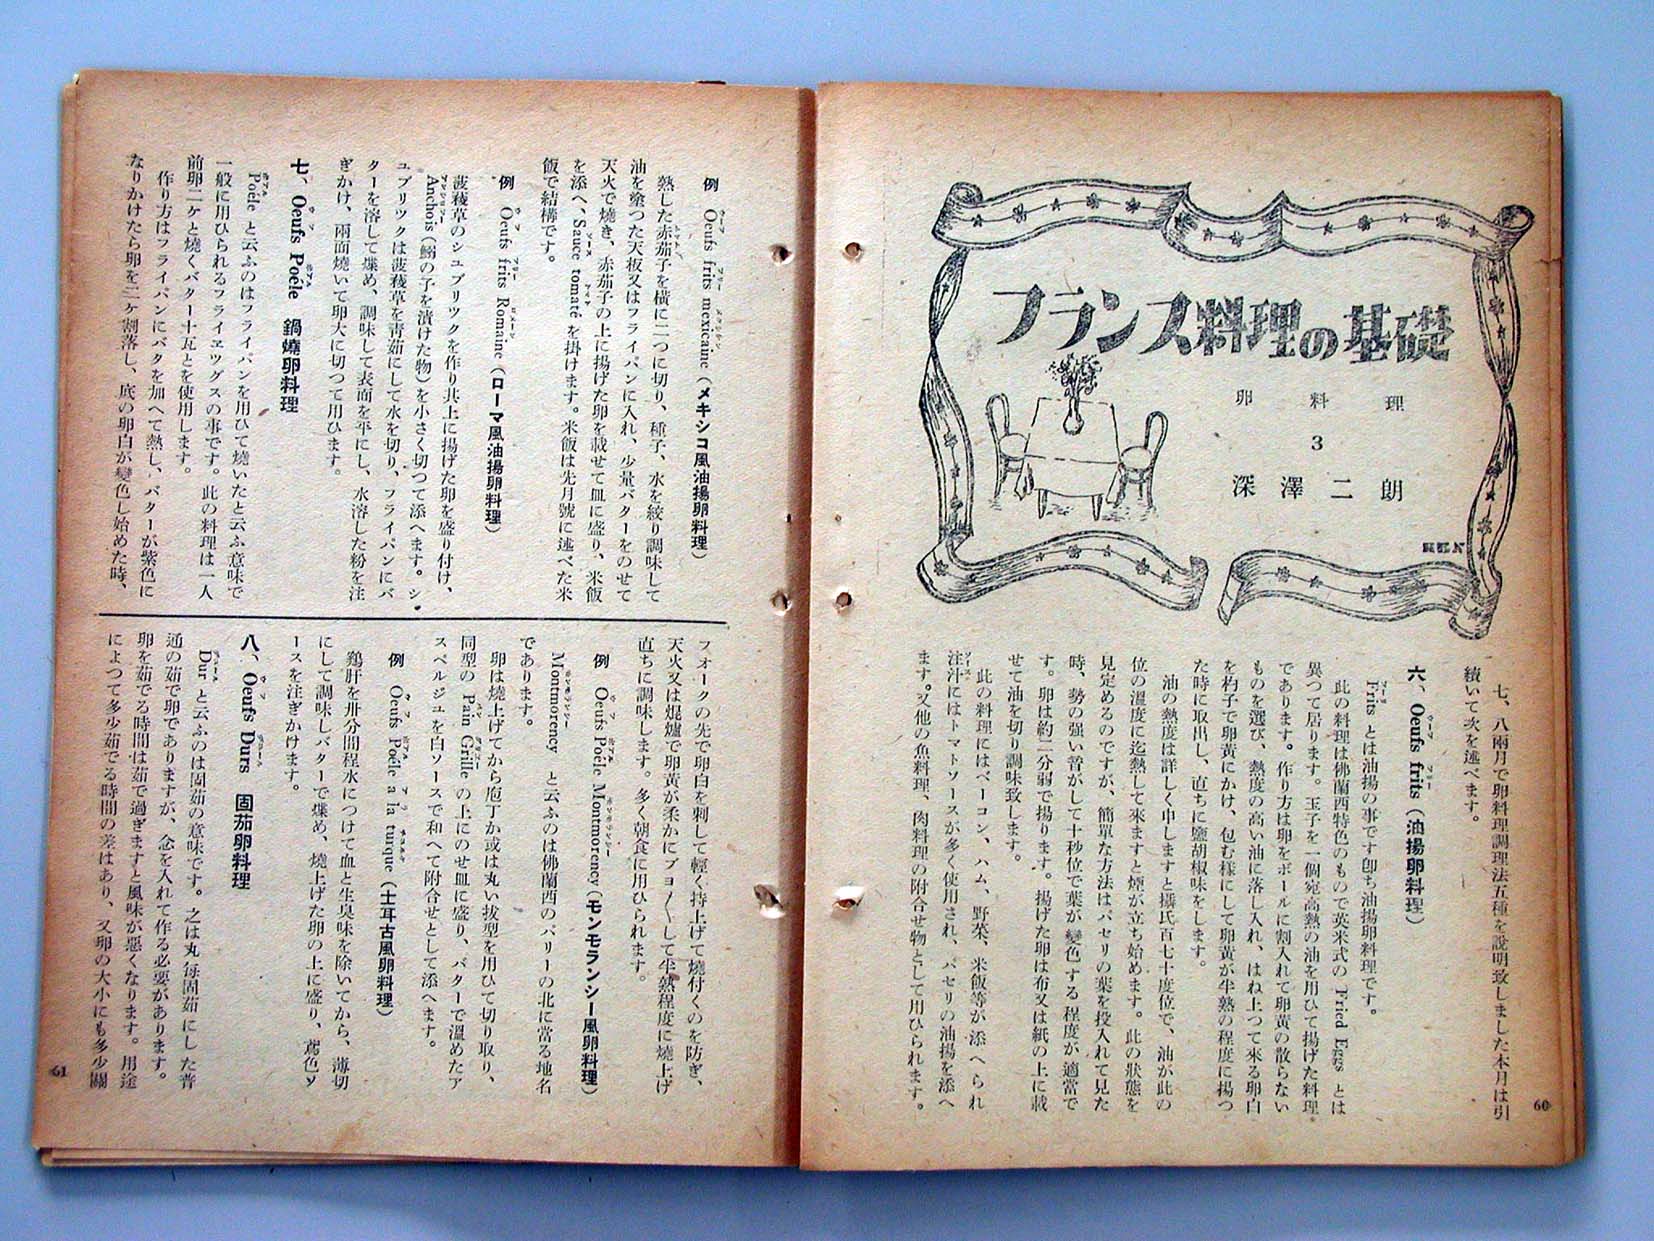 フランス料理の基礎
卵料理
3
深澤二朗
七、八兩月で卵料理調理法五種を說明致しました本月は引
續いて次を述べます。
六、Oeufs frits (油揚卵料理)
Frits とは油揚の事です卽ち油揚卵料理です。
此の料理は佛蘭西特色のもので英米式の Fried Eggs とは
異つて居ります。玉子を一個宛高熱の油を用ひて揚げた料理
であります。作り方は卵をボールに割入れて卵黃の散らない
ものを選び、熱度の高い油に落し入れ、はね上つて來る卵白
を杓子で卵黃にかけ、包む樣にして卵黃が半熟の程度に揚つ
た時に取出し、直ちに鹽胡椒味をします。
油の熱度は詳しく申しますと攝氏百七十度位で、油が此の
位の溫度に迄熱して來ますと煙が立ち始めます。此の狀態を
見定めるのですが、簡單な方法はパセリの葉を投入れて見た
時、勢の强い音がして十秒位で葉が變色する程度が適當で
す。卵は約二分弱で揚ります。揚げた卵は布又は紙の上に載
せて油を切り調味致します。
此の料理にはベーコン、ハム、野菜、米飯等が添へられ
注汁にはトマトソースが多く使用され、パセリの油揚を添へ
ます。又他の魚料理、肉料理の附合せ物として用ひられます。
60
例 Oeufs frits mexicaine (メキシコ風油揚卵料理)
熱した赤茄子を橫に二つに切り、種子、水を絞り調味して
油を塗つた天板又はフライパンに入れ、少量バターをのせて
天火で燒き、赤茄子の上に揚げた卵を載せて皿に盛り、米飯
を添へ、Sauce tomate を掛けます。米飯は先月號に述べた米
飯で結構です。
例 Oeufs frits Romaine (ローマ風油揚卵料理)
菠薐草のシュブリックを作り共上に揚げた卵を盛り付け、
Anchois (鰯の子を漬けた物) を小さく切つて添へます。シ
ュブリツクは菠薐草を靑茹にして水を切り、フライパンにバ
ターを溶して煠め、調味して表面を平にし、水溶した粉を注
ぎかけ、兩面燒いて卵大に切つて用ひます。
七、Oeufs Poéle 鍋燒卵料理
Poéle と云ふのはフライパンを用ひて燒いたと云ふ意味で
一般に用ひられるフライエッグスの事です。此の料理は一人
前卵二ケと燒くバター十瓦とを使用します。
作り方はフライパンにバタを加へて熱し、バターが紫色に
なりかけたら卵を二ケ割落し、底の卵白が變色し始めた時、
フオークの先で卵白を刺して輕く持上げて燒付くのを防ぎ、
天火又は焜爐で卵黃が柔かにブヨ〱して半熟程度に燒上げ
直ちに調味します。多く朝食に用ひられます。
例 Oeufs Poéle Montmorency (モンモランシー風卵料理)
Montmorency と云ふのは佛蘭西のパリーの北に當る地名
であります。
卵は燒上げてから庖丁か或は丸い拔型を用ひて切り取り、
同型の Pain Grille の上にのせ皿に盛り、バタで溫めたア
スペルジュを白ソースで和へて附合せとして添へます。
例 Oeufs Poéle a la turque (土耳古風卵料理)
鷄肝を卅分間程水につけて血と生臭味を除いてから、薄切
にして調味しバターで煠め、燒上げた卵の上に盛り、鳶色ソ
ースを注ぎかけます。
八、Oeufs Durs 固茄卵料理
Dur と云ふのは固茹の意味です。之は丸每固茹にした普
通の茹で卵でありますが、念を入れて作る必要があります。
卵を茹でる時間は茹で過ぎますと風味が惡くなります。用途
によつて多少茹でる時間の差はあり、又卵の大小にも多少關
61